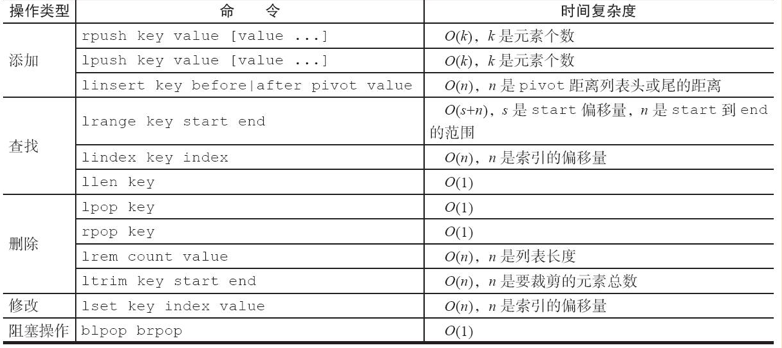 操作类型 命 令 时间复杂度
添加 rpush key value [value ...] O(k)，k 是元素个数
lpush key value [value ...] O(k)，k 是元素个数
linsert key before|after pivot value O(n)，n 是 pivot 距离列表头或尾的距离
查找 lrange key start end O(s+n)，s 是 start 偏移量，n 是 start 到 end
的范围
lindex key index O(n)，n 是索引的偏移量
llen key O(1)
删除 lpop key O(1)
rpop key O(1)
lrem count value O(n)，n 是列表长度
ltrim key start end O(n)，n 是要裁剪的元素总数
修改 lset key index value O(n)，n 是索引的偏移量
阻塞操作 blpop brpop O(1)